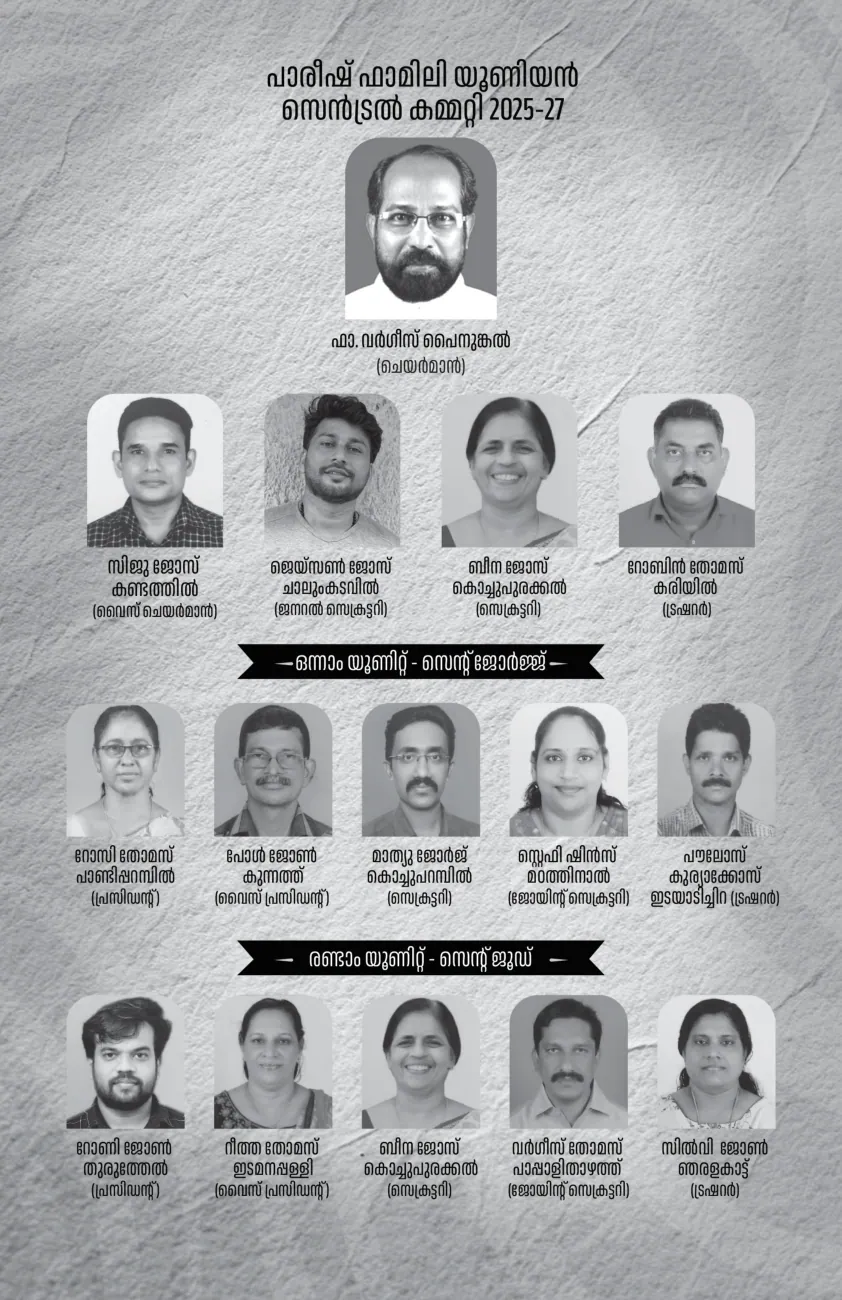 പാരീഷ് ഫാമിലി യൂണിയൻ
സെൻട്രൽ കമ്മറ്റി 2025-27
ഫാ. വർഗീസ് പൈനുങ്കൽ
(ചെയർമാൻ)
സിജു ജോസ്
കണ്ടത്തിൽ
(വൈസ് ചെയർമാൻ)
ജെയ്സൺ ജോസ്
ചാലുംകടവിൽ
(ജനറൽ സെക്രട്ടറി)
ബീന ജോസ്
കൊച്ചുപുരക്കൽ
(സെക്രട്ടറി)
റോബിൻ തോമസ്
കരിയിൽ
(ട്രഷറർ)
ഒന്നാം യൂണിറ്റ് - സെന്റ് ജോർജ്ജ്
റോസി തോമസ്
പാണ്ടിപ്പറമ്പിൽ
(പ്രസിഡന്റ്)
പോൾ ജോൺ
കുന്നത്ത്
(വൈസ് പ്രസിഡന്റ്)
മാത്യു ജോർജ്
കൊച്ചുപറമ്പിൽ
(സെക്രട്ടറി)
സ്റ്റെഫി ഷിൻസ്
മഠത്തിനാൽ
(ജോയിന്റ് സെക്രട്ടറി)
പൗലോസ്
കുര്യാക്കോസ്
ഇടയാടിച്ചിറ (ട്രഷറർ)
രണ്ടാം യൂണിറ്റ് - സെന്റ് ജൂഡ്
റോണി ജോൺ
തുരുത്തേൽ
(പ്രസിഡന്റ്)
റീത്ത തോമസ്
ഇടമനപ്പള്ളി
(വൈസ് പ്രസിഡന്റ്)
ബീന ജോസ്
കൊച്ചുപുരക്കൽ
(സെക്രട്ടറി)
വർഗീസ് തോമസ്
പാപ്പാളിതാഴത്ത്
(ജോയിന്റ് സെക്രട്ടറി)
സിൽവി ജോൺ
ഞരളകാട്ട്
(ട്രഷറർ)